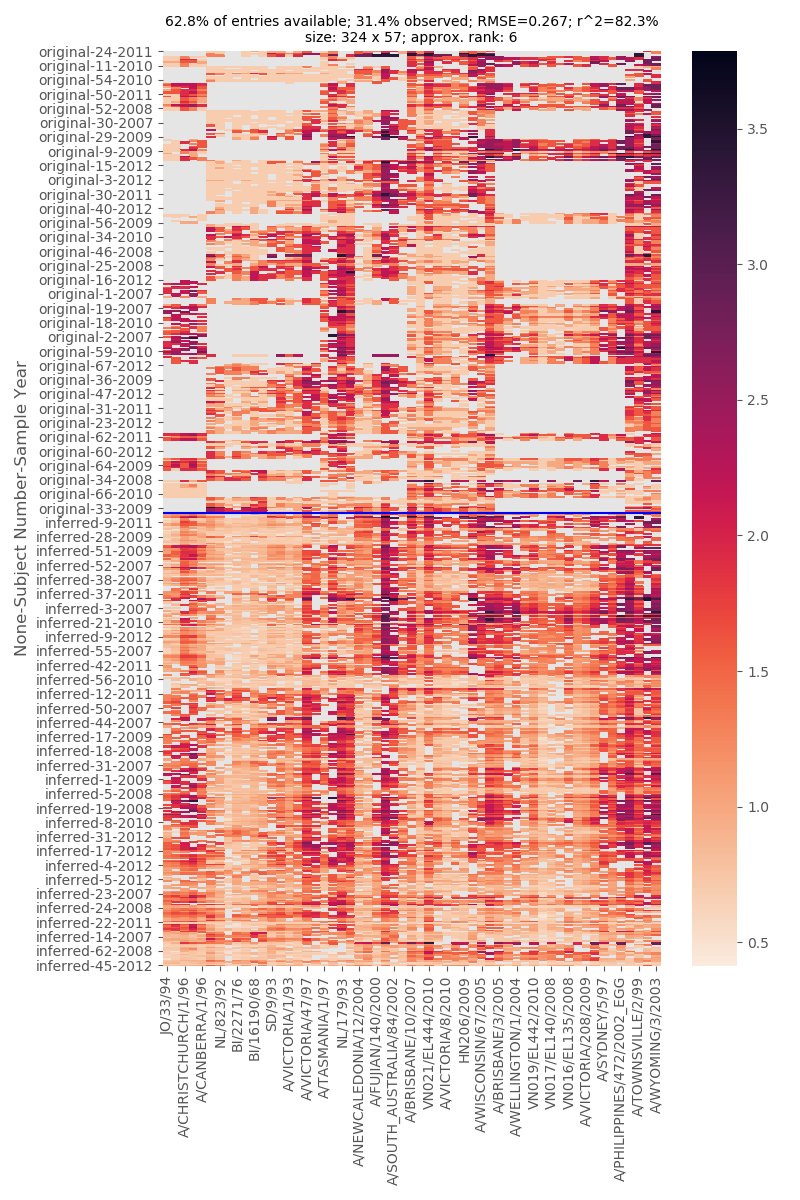 62.8% of entries available; 31.4% observed; RMSE=0.267; r^2=82.3%
size: 324 x 57; approx. rank: 6
None-Subject Number-Sample Year
original-24-2011
original-11-2010
original-54-2010
original-50-2011
original-52-2008
original-30-2007
original-29-2009
original-9-2009
original-15-2012
original-3-2012
original-30-2011
original-40-2012
original-56-2009
original-34-2010
original-46-2008
original-25-2008
original-16-2012
original-1-2007
original-19-2007
original-18-2010
original-2-2007
original-59-2010
original-67-2012
original-36-2009
original-47-2012
original-31-2011
original-23-2012
original-62-2011
original-60-2012
original-64-2009
original-34-2008
original-66-2010
original-33-2009
inferred-9-2011
inferred-28-2009
inferred-51-2009
inferred-52-2007
inferred-38-2007
inferred-37-2011
inferred-3-2007
inferred-21-2010
inferred-9-2012
inferred-55-2007
inferred-42-2011
inferred-56-2010
inferred-12-2011
inferred-50-2007
inferred-44-2007
inferred-17-2009
inferred-18-2008
inferred-31-2007
inferred-1-2009
inferred-5-2008
inferred-19-2008
inferred-8-2010
inferred-31-2012
inferred-17-2012
inferred-4-2012
inferred-5-2012
inferred-23-2007
inferred-24-2008
inferred-22-2011
inferred-14-2007
inferred-62-2008
inferred-45-2012
JO/33/94
A/CHRISTCHURCH/1/96
A/CANBERRA/1/96
NL/823/92
BI/2271/76
BI/16190/68
SD/9/93
A/VICTORIA/1/93
A/VICTORIA/47/97
A/TASMANIA/1/97
NL/179/93
A/NEWCALEDONIA/12/2004
A/FUJIAN/140/2000
A/SOUTH_AUSTRALIA/84/2002
A/BRISBANE/10/2007
VN021/EL444/2010
A/VICTORIA/8/2010
HN206/2009
A/WISCONSIN/67/2005
A/BRISBANE/3/2005
A/WELLINGTON/1/2004
VN019/EL442/2010
VN017/EL140/2008
VN016/EL135/2008
A/VICTORIA/208/2009
A/SYDNEY/5/97
A/PHILIPPINES/472/2002_EGG
A/TOWNSVILLE/2/99
A/WYOMING/3/2003
3.5
3.0
2.5
2.0
1.5
1.0
0.5